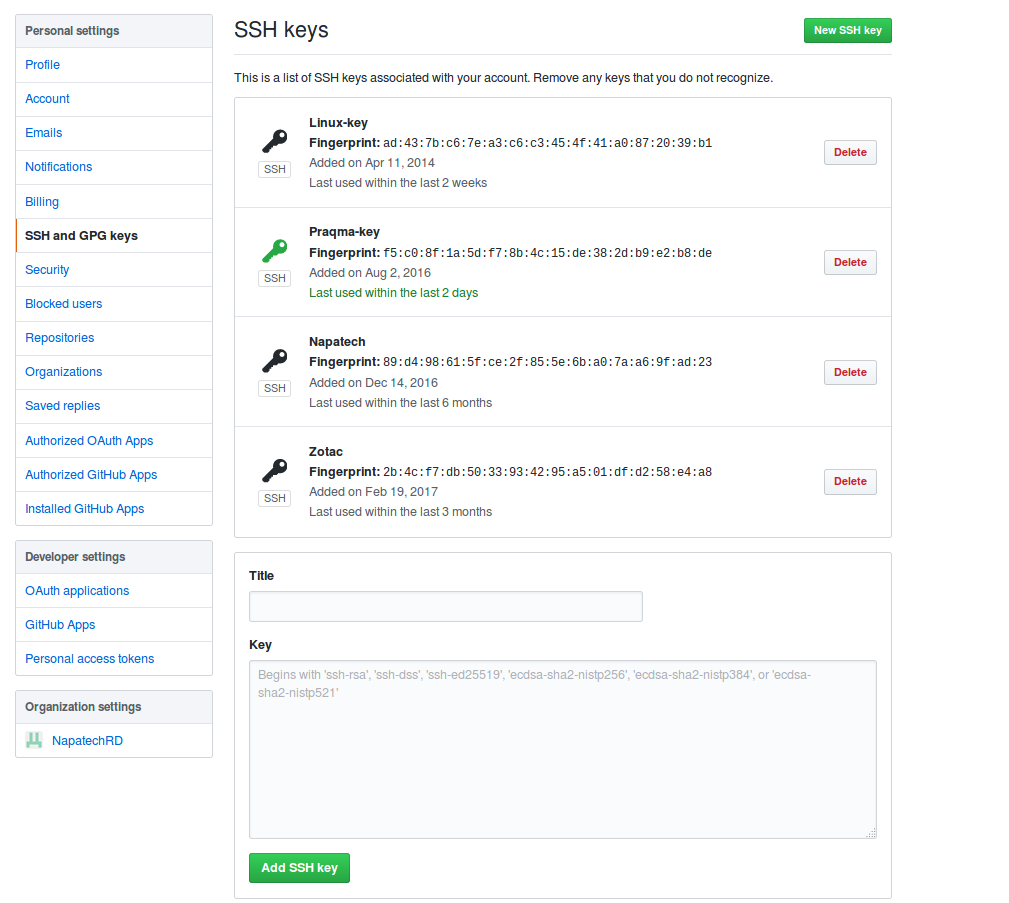 Personal settings
Profile
Account
Emails
Notifications
Billing
SSH and GPG keys
Security
Blocked users
Repositories
Organizations
Saved replies
Authorized OAuth Apps
Authorized GitHub Apps
Installed GitHub Apps
Developer settings
OAuth applications
GitHub Apps
Personal access tokens
Organization settings
NapatechRD
SSH keys
New SSH key
This is a list of SSH keys associated with your account. Remove any keys that you do not recognize.
Linux-key
Fingerprint: ad:43:7b:c6:7e:a3:c6:c3:45:4f:41:a0:87:20:39:b1
Added on Apr 11, 2014
Last used within the last 2 weeks
SSH
Delete
Praqma-key
Fingerprint: f5:c0:8f:1a:5d:f7:8b:4c:15:de:38:2d:b9:e2:b8:de
Added on Aug 2, 2016
Last used within the last 2 days
SSH
Delete
Napatech
Fingerprint: 89:d4:98:61:5f:ce:2f:85:5e:6b:a0:7a:a6:9f:ad:23
Added on Dec 14, 2016
Last used within the last 6 months
SSH
Delete
Zotac
Fingerprint: 2b:4c:f7:db:50:33:93:42:95:a5:01:df:d2:58:e4:a8
Added on Feb 19, 2017
Last used within the last 3 months
SSH
Delete
Title
Key
Begins with 'ssh-rsa', 'ssh-dss', 'ssh-ed25519', 'ecdsa-sha2-nistp256', 'ecdsa-sha2-nistp384', or 'ecdsa-
sha2-nistp521'
Add SSH key